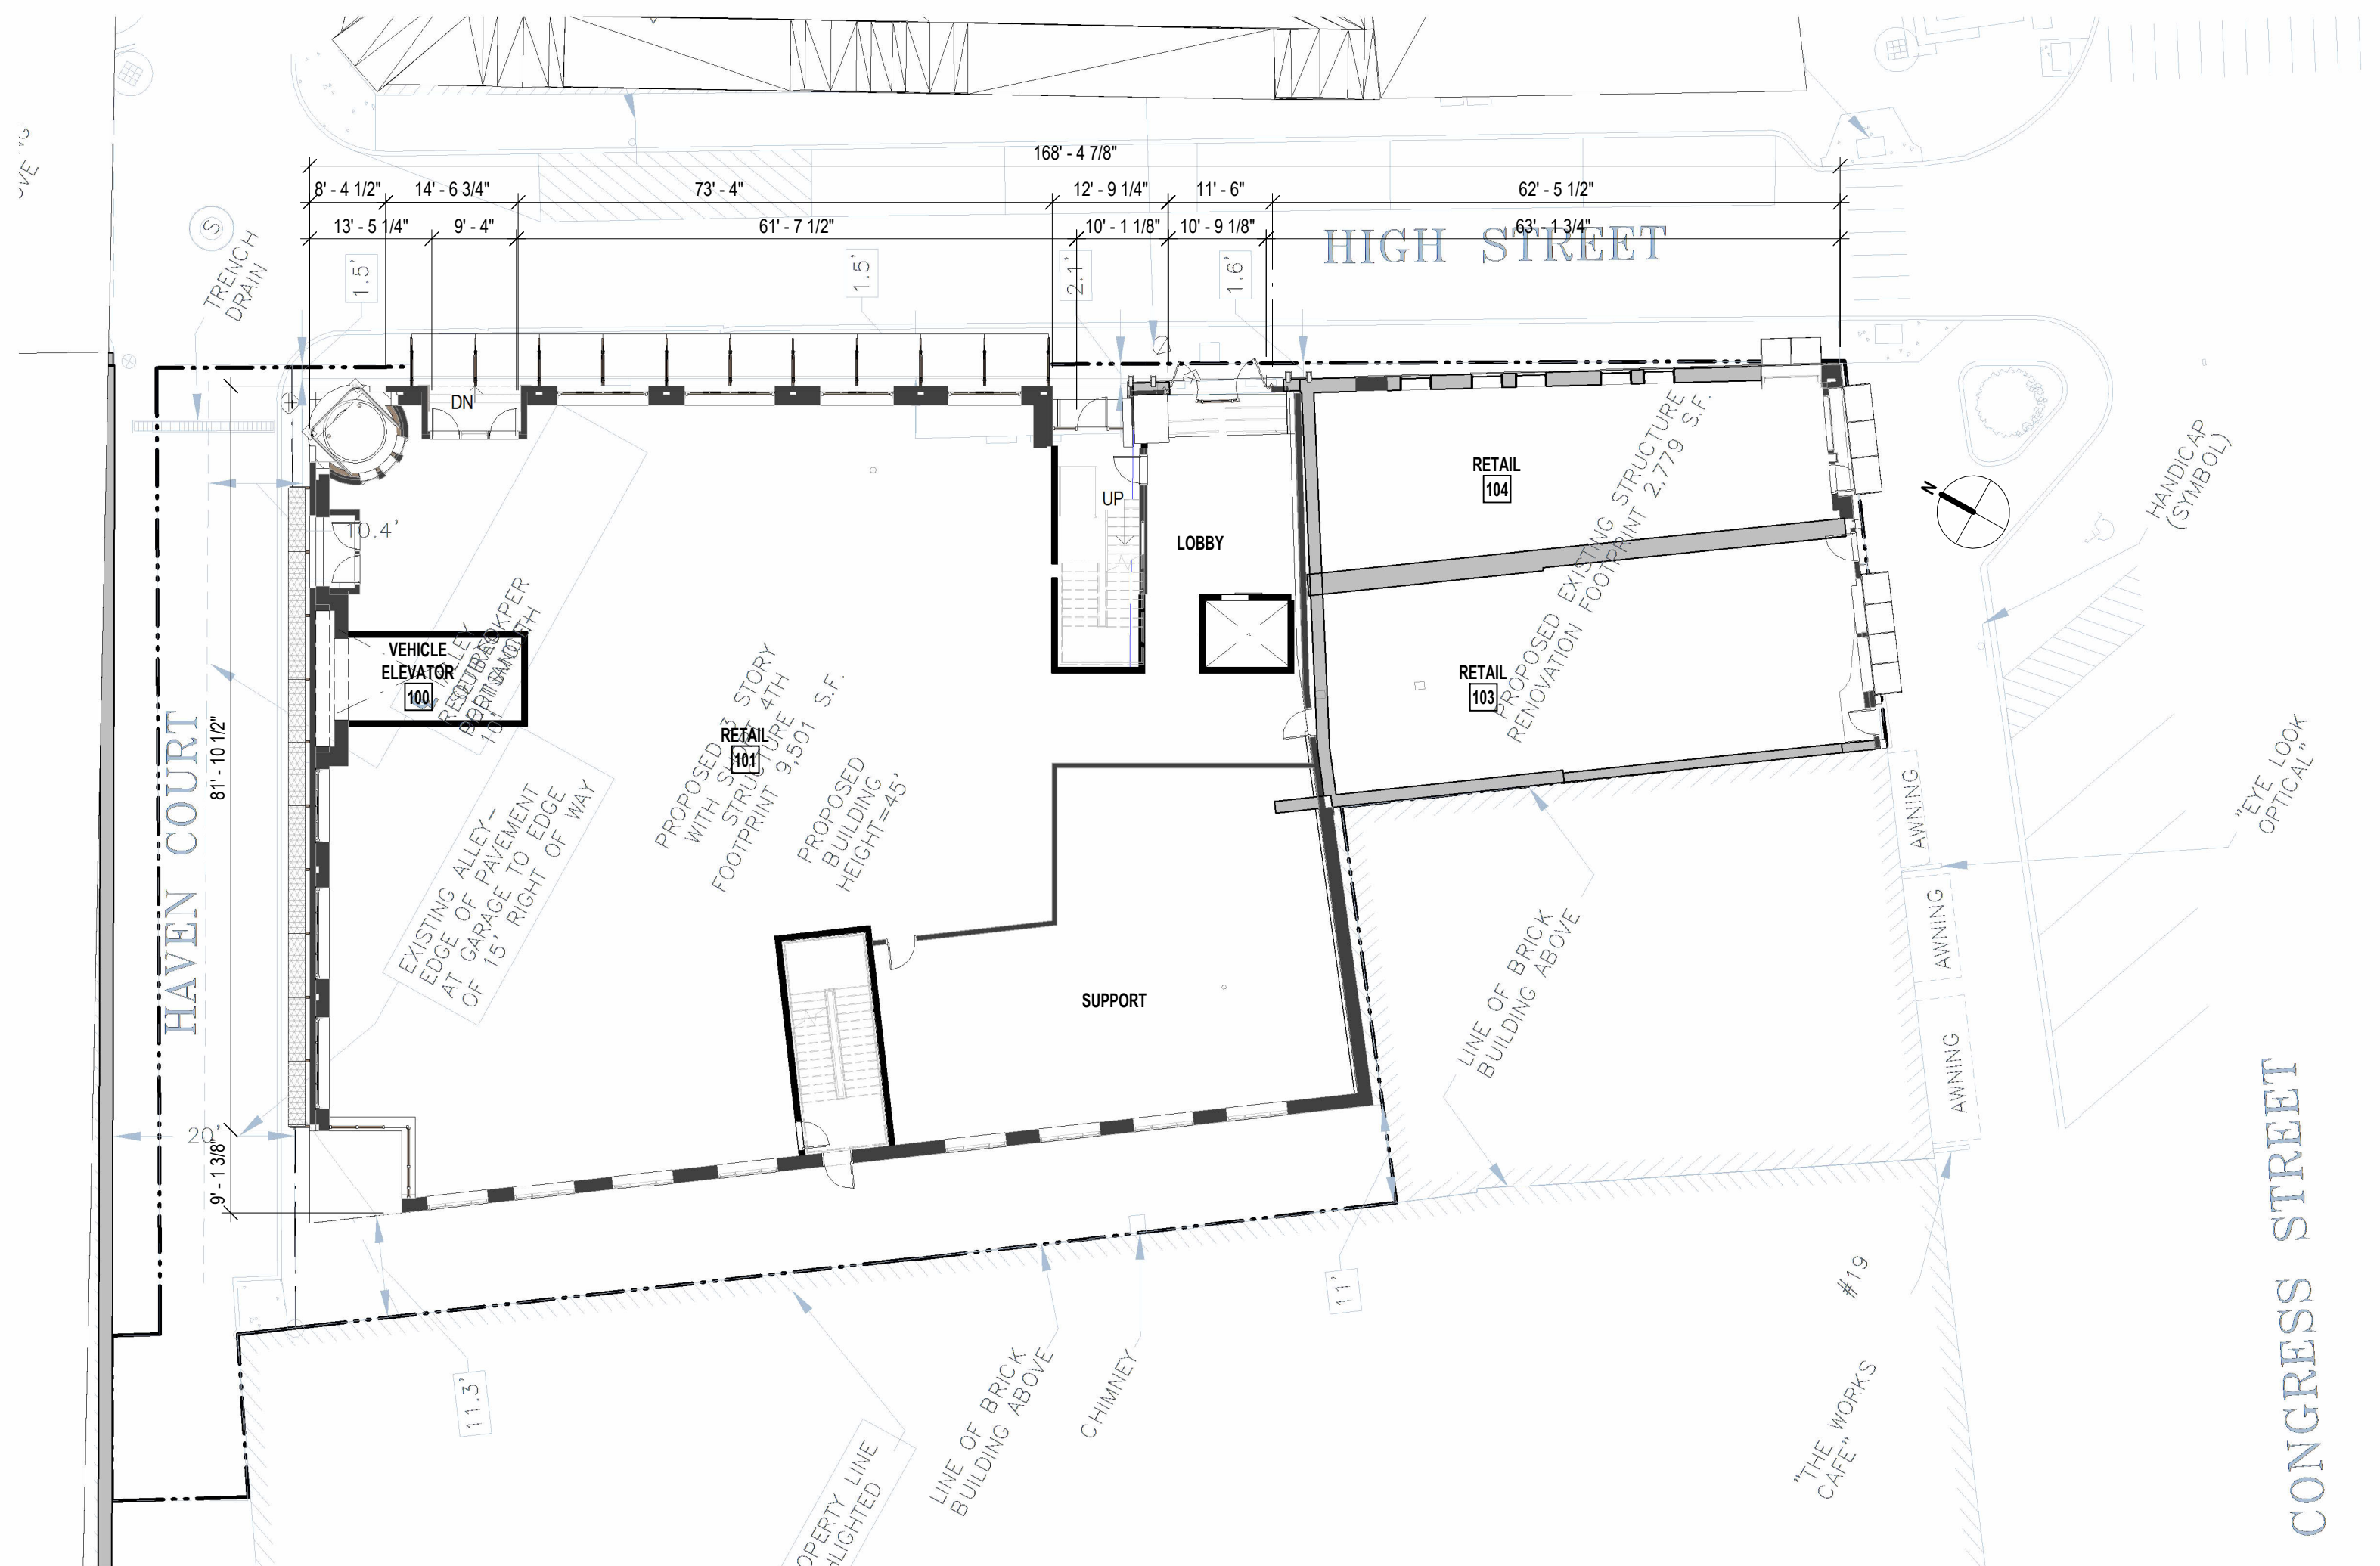 168' - 4 7/8"
8' - 4 1/2"
14' - 6 3/4"
73' - 4"
12' - 9 1/4"
11' - 6"
62' - 5 1/2"
13' - 5 1/4"
9' - 4"
61' - 7 1/2"
10' - 1 1/8"
10' - 9 1/8"
63' - 1 3/4"
HIGH STREET
S
TRENCH
DRAIN
1.5'
1.5'
2.1'
1.6'
DN
UP
N
10.4'
LOBBY
RETAIL
104
PROPOSED EXISTING STRUCTURE
RENOVATION FOOTPRINT 2,779 S.F.
HANDICAP
(SYMBOL)
VEHICLE
ELEVATOR
100
RETAIL
103
PROPOSED 3 STORY
WITH SHORT 4TH
STRUCTURE
FOOTPRINT 9,501 S.F.
RETAIL
101
PROPOSED
BUILDING
HEIGHT=45'
HAVEN COURT
81' - 10 1/2"
EXISTING ALLEY-
EDGE OF PAVEMENT
AT GARAGE TO EDGE
OF 15' RIGHT OF WAY
"EYE LOOK
OPTICAL"
AWNING
AWNING
AWNING
SUPPORT
LINE OF BRICK
BUILDING ABOVE
20'
9' - 1 3/8"
CONGRESS STREET
#19
11'
11.3'
LINE OF BRICK
BUILDING ABOVE
CHIMNEY
"THE WORKS
CAFE"
LINE